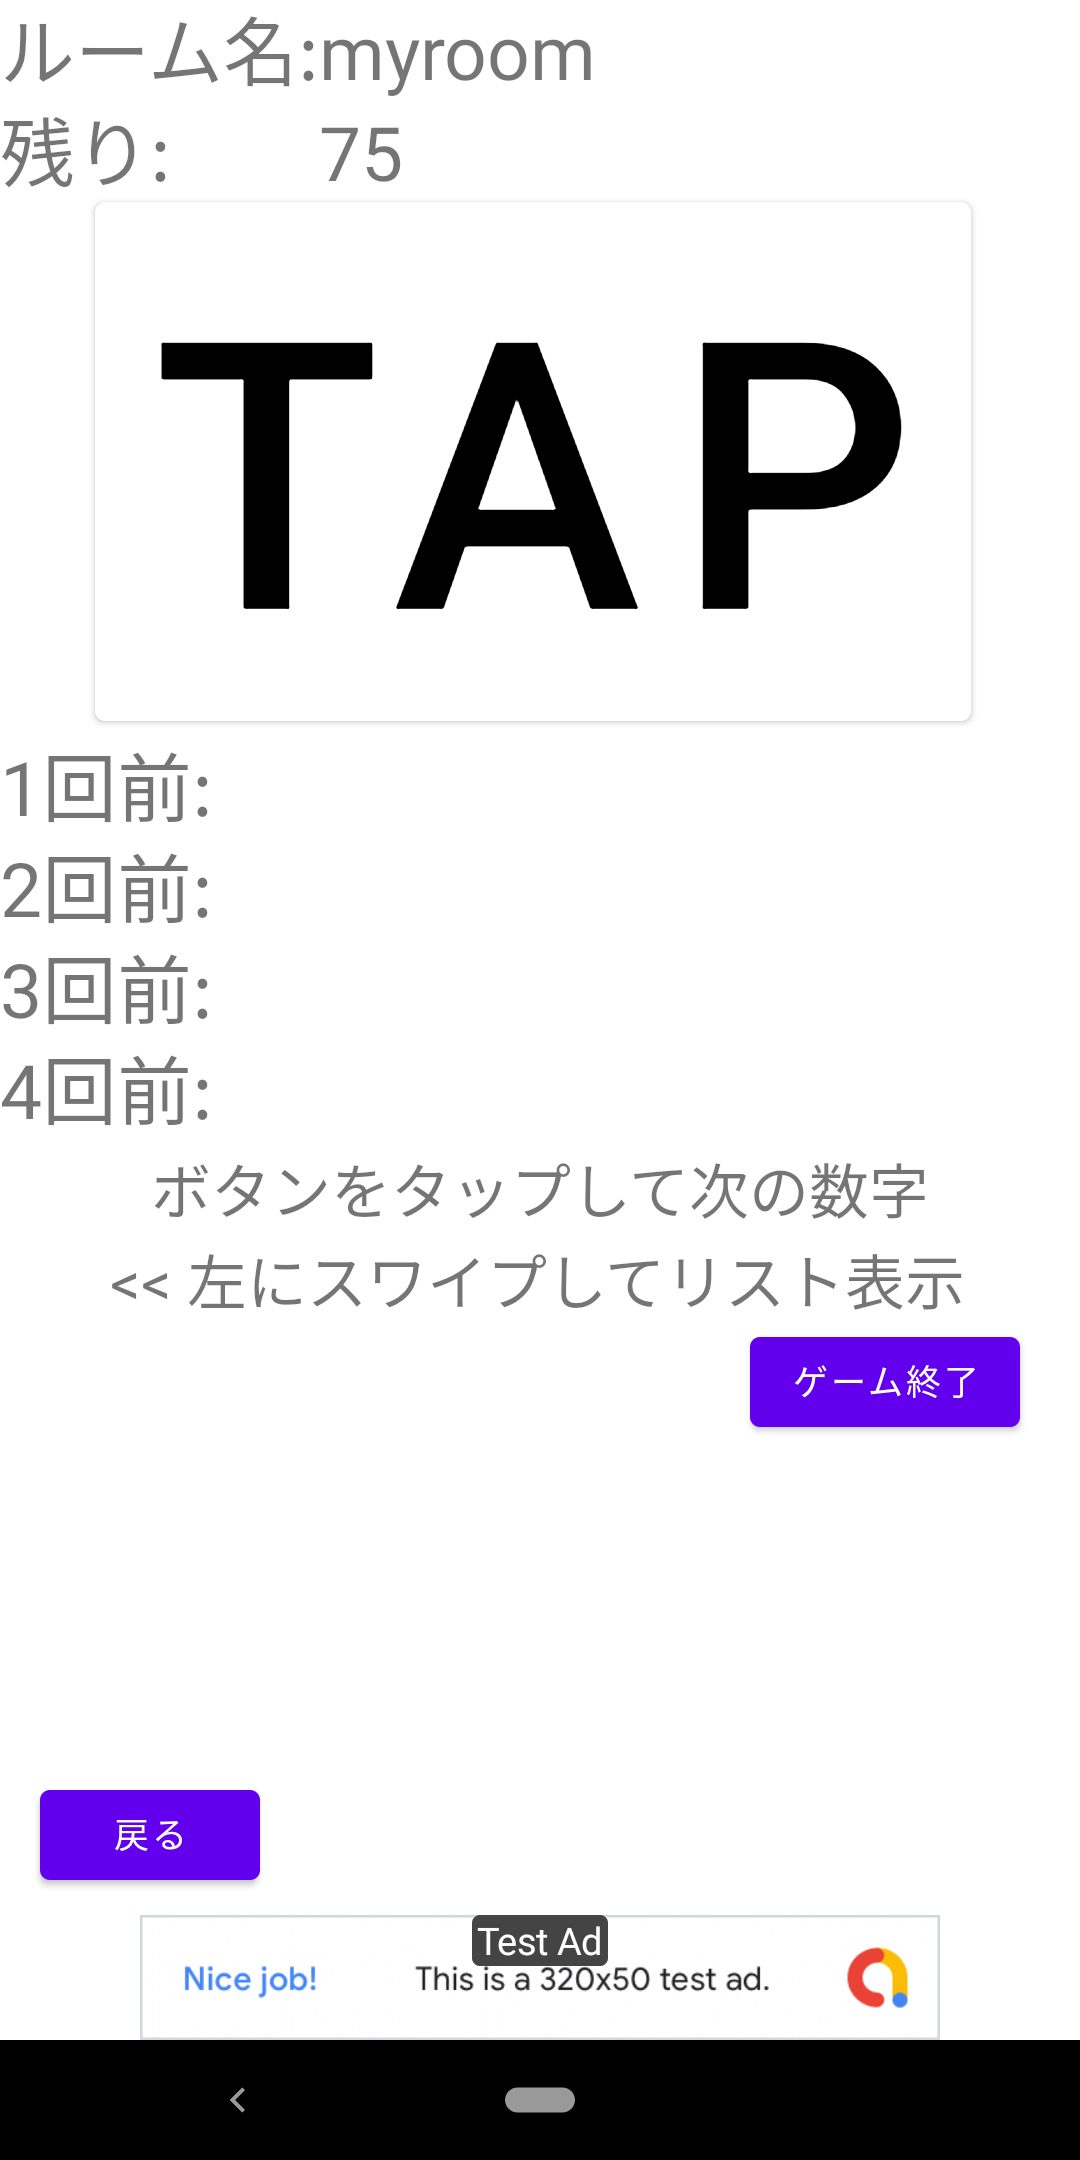 ルーム名:myroom
残り: 75
TAP
1回前:
2回前:
3回前:
4回前:
ボタンをタップして次の数字
<< 左にスワイプしてリスト表示
ゲーム終了
戻る
Test Ad
Nice job! This is a 320x50 test ad.